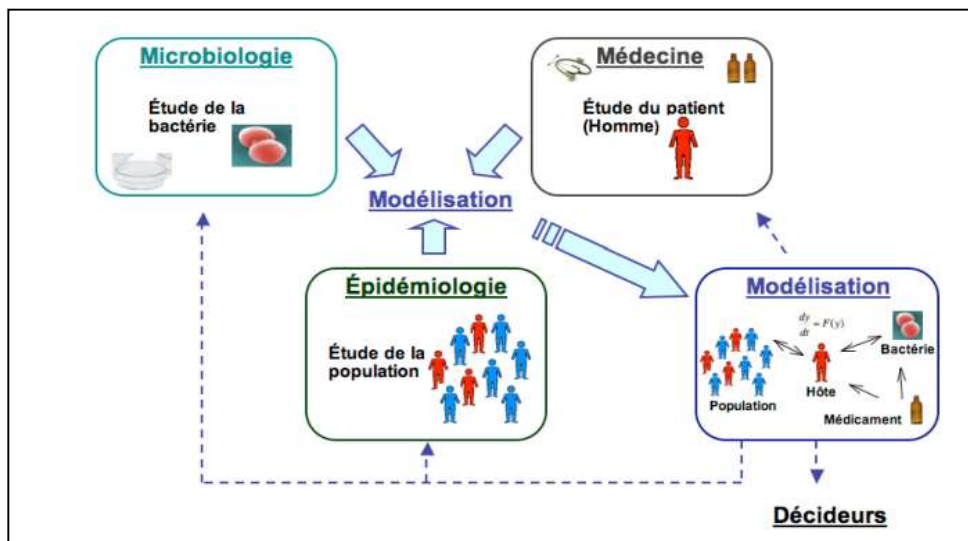 Microbiologie
Étude de la
bactérie
Médecine
Étude du patient
(Homme)
Modélisation
Épidémiologie
Étude de la
population
Modélisation
dy
dt
= F(y)
Bactérie
Hôte
Population
Médicament
Décideurs